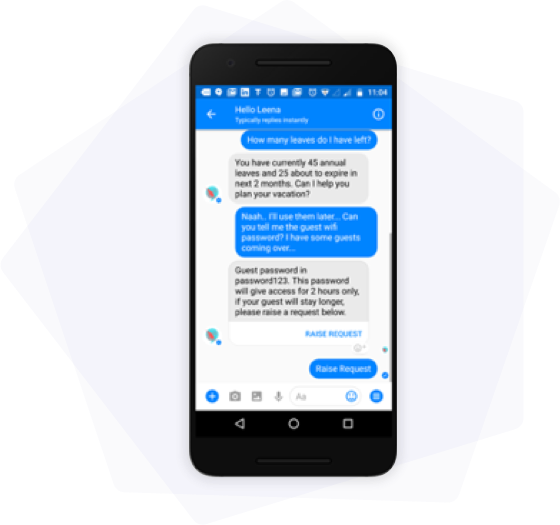 11:04
Hello Leena
Typically replies instantly
How many leaves do I have left?
You have currently 45 annual
leaves and 25 about to expire in
next 2 months. Can I help you
plan your vacation?
Naah.. I'll use them later... Can
you tell me the guest wifi
password? I have some guests
coming over...
Guest password in
password123. This password
will give access for 2 hours only,
if your guest will stay longer,
please raise a request below.
RAISE REQUEST
Raise Request
Aa